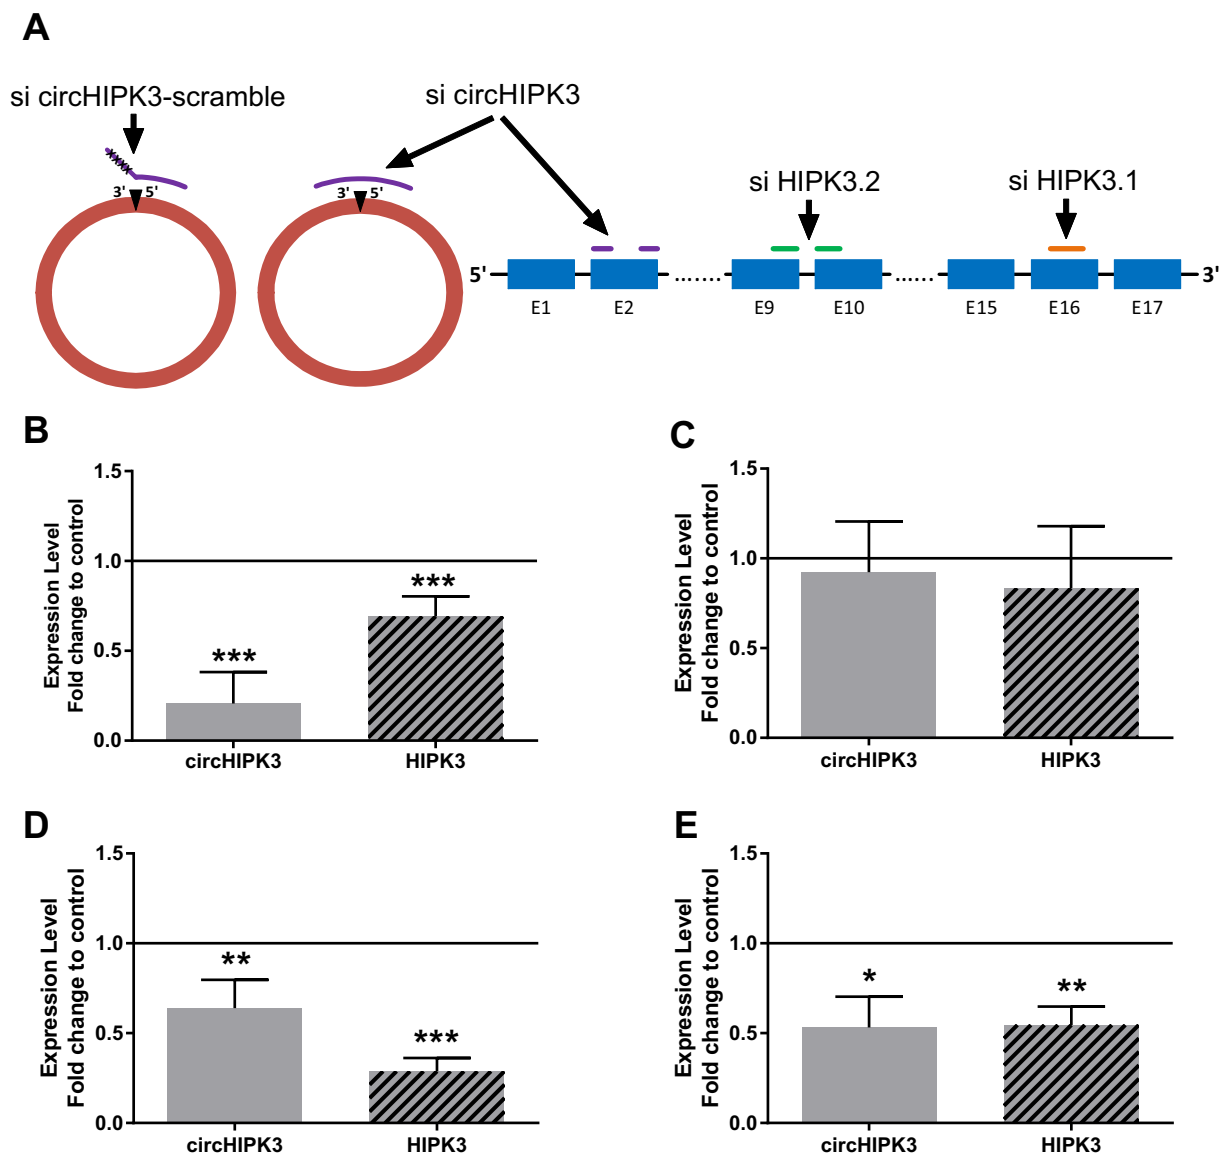 A
si circHIPK3-scramble
si circHIPK3
si HIPK3.2
si HIPK3.1
3' 5'
3' 5'
5'
.......
......
3'
E1
E2
E9
E10
E15
E16
E17
B
Expression Level
Fold change to control
1.5
1.0
0.5
0.0
***
***
circHIPK3
HIPK3
C
Expression Level
Fold change to control
1.5
1.0
0.5
0.0
circHIPK3
HIPK3
D
Expression Level
Fold change to control
1.5
1.0
0.5
0.0
**
***
circHIPK3
HIPK3
E
Expression Level
Fold change to control
1.5
1.0
0.5
0.0
*
**
circHIPK3
HIPK3